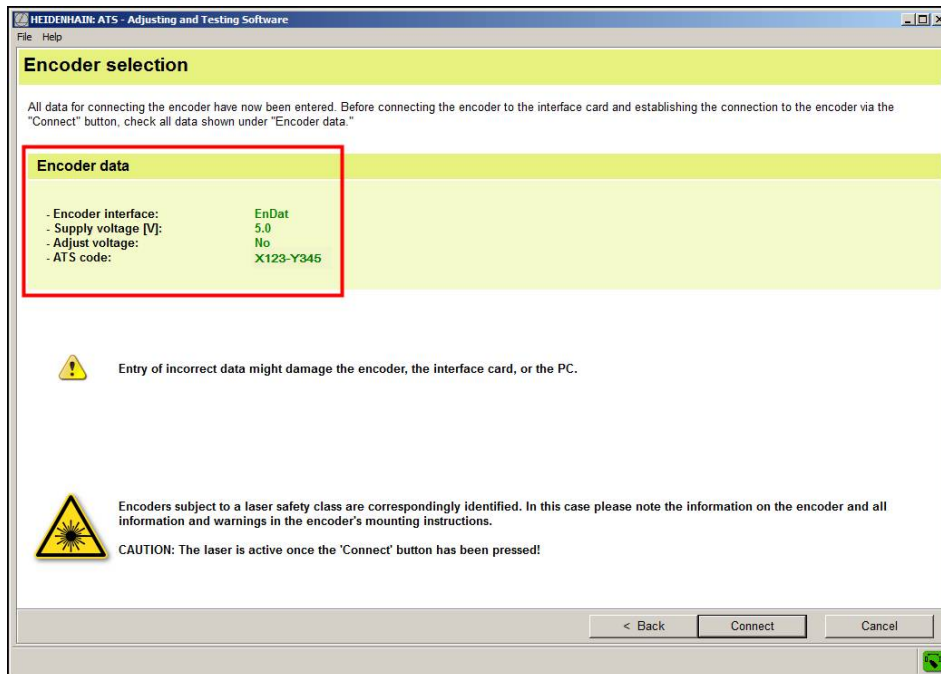 HEIDENHAIN: ATS - Adjusting and Testing Software
File Help
Encoder selection
All data for connecting the encoder have now been entered. Before connecting the encoder to the interface card and establishing the connection to the encoder via the
"Connect" button, check all data shown under "Encoder data."
Encoder data
- Encoder interface: EnDat
- Supply voltage [V]: 5.0
- Adjust voltage: No
- ATS code: X123-Y345
Entry of incorrect data might damage the encoder, the interface card, or the PC.
Encoders subject to a laser safety class are correspondingly identified. In this case please note the information on the encoder and all
information and warnings in the encoder's mounting instructions.
CAUTION: The laser is active once the 'Connect' button has been pressed!
< Back Connect Cancel